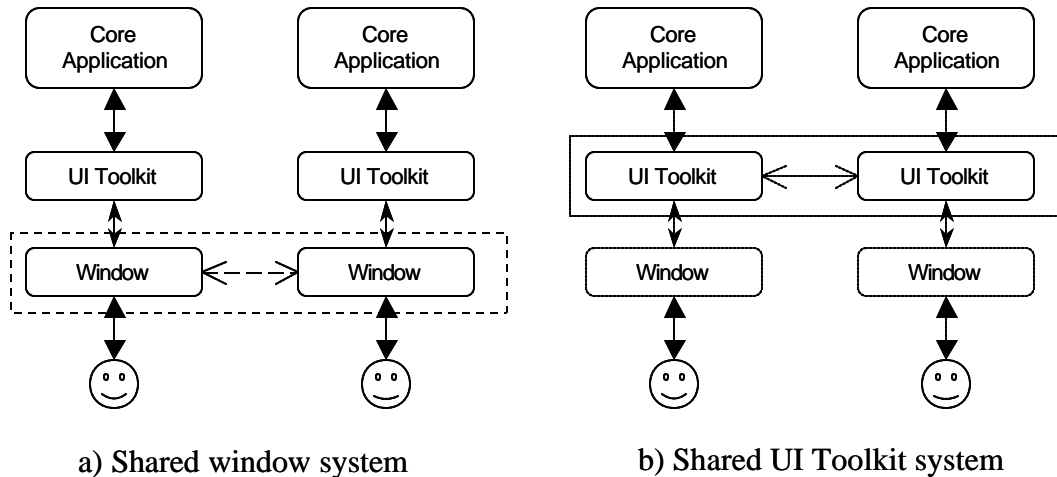 Core
Application
Core
Application
UI Toolkit
UI Toolkit
Window
Window
a) Shared window system
Core
Application
Core
Application
UI Toolkit
UI Toolkit
Window
Window
b) Shared UI Toolkit system